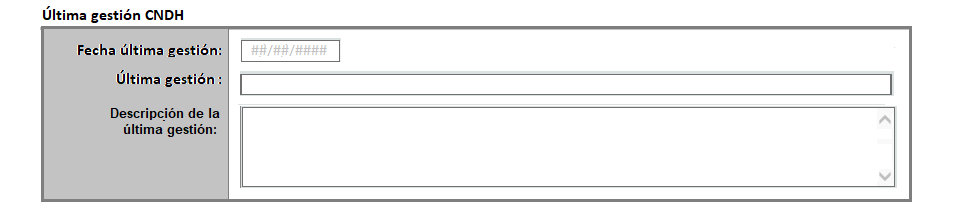 Última gestión CNDH
Fecha última gestión:
##/##/####
Última gestión :
Descripción de la
última gestión: